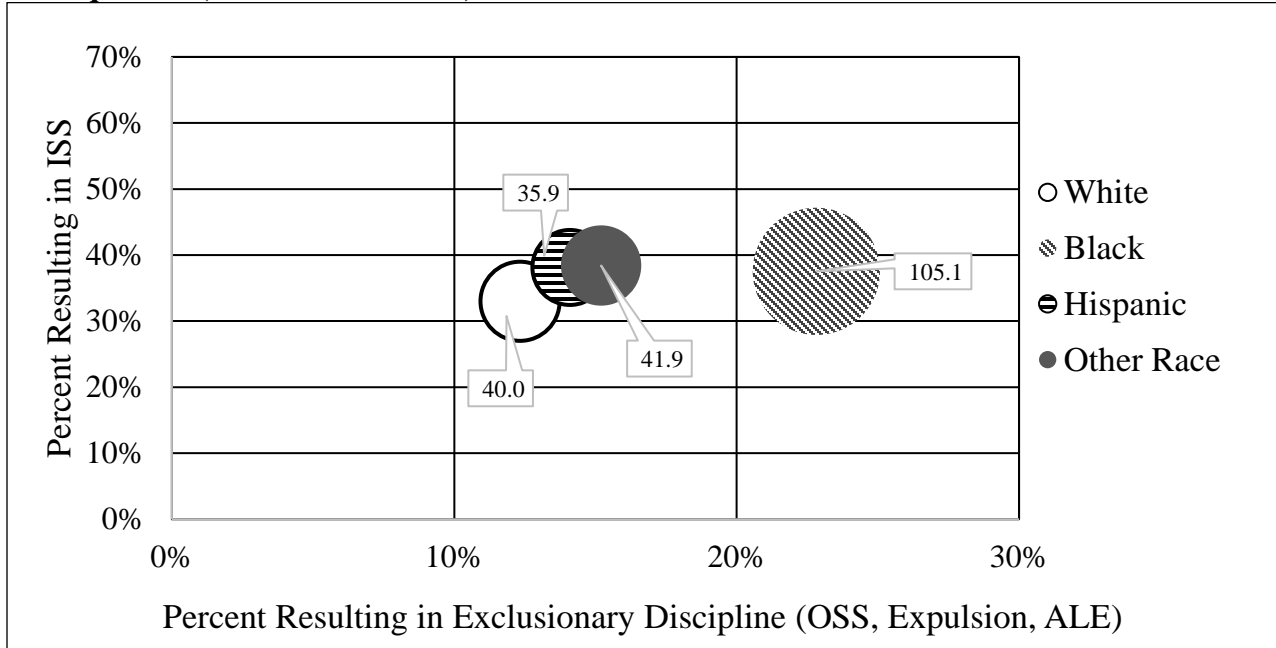 70%
60%
50%
40%
30%
20%
10%
0%
Percent Resulting in ISS
35.9
105.1
41.9
40.0
0%
10%
20%
30%
Percent Resulting in Exclusionary Discipline (OSS, Expulsion, ALE)
White
Black
Hispanic
Other Race